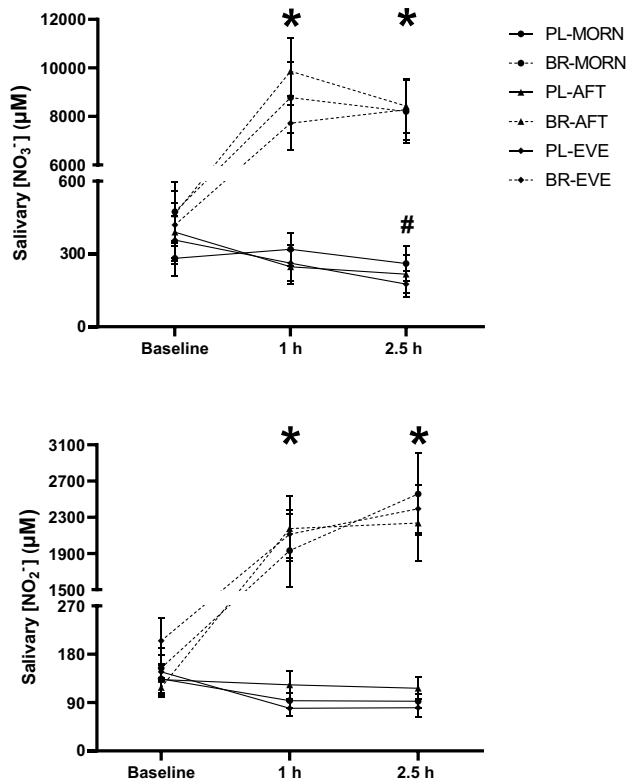 12000
10000
8000
6000
600
300
0
Salivary [NO₃⁻] (µM)
*
*
#
Baseline
1 h
2.5 h
PL-MORN
BR-MORN
PL-AFT
BR-AFT
PL-EVE
BR-EVE
3100
2700
2300
1900
1500
270
180
90
0
Salivary [NO₂⁻] (µM)
*
*
Baseline
1 h
2.5 h